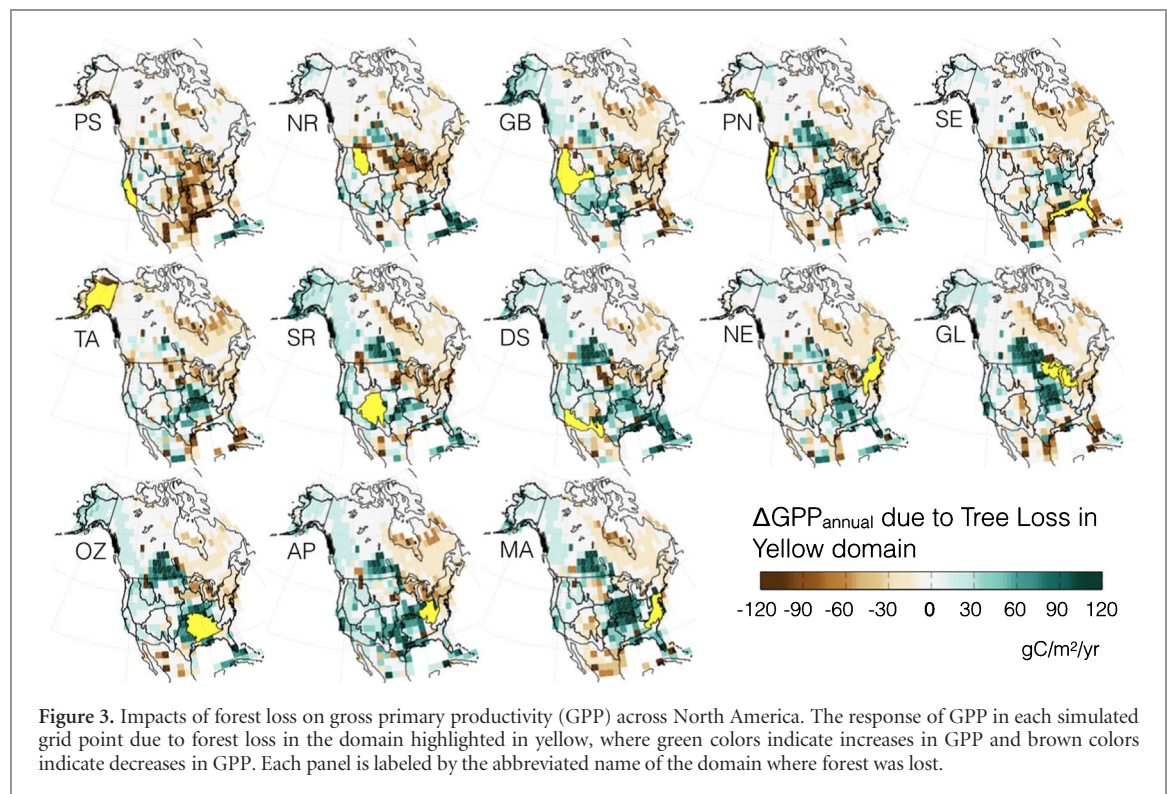 PS
NR
GB
PN
SE
TA
SR
DS
NE
GL
OZ
AP
MA
ΔGPPannual due to Tree Loss in
Yellow domain
-120 -90 -60 -30 0 30 60 90 120
gC/m²/yr
Figure 3. Impacts of forest loss on gross primary productivity (GPP) across North America. The response of GPP in each simulated
grid point due to forest loss in the domain highlighted in yellow, where green colors indicate increases in GPP and brown colors
indicate decreases in GPP. Each panel is labeled by the abbreviated name of the domain where forest was lost.